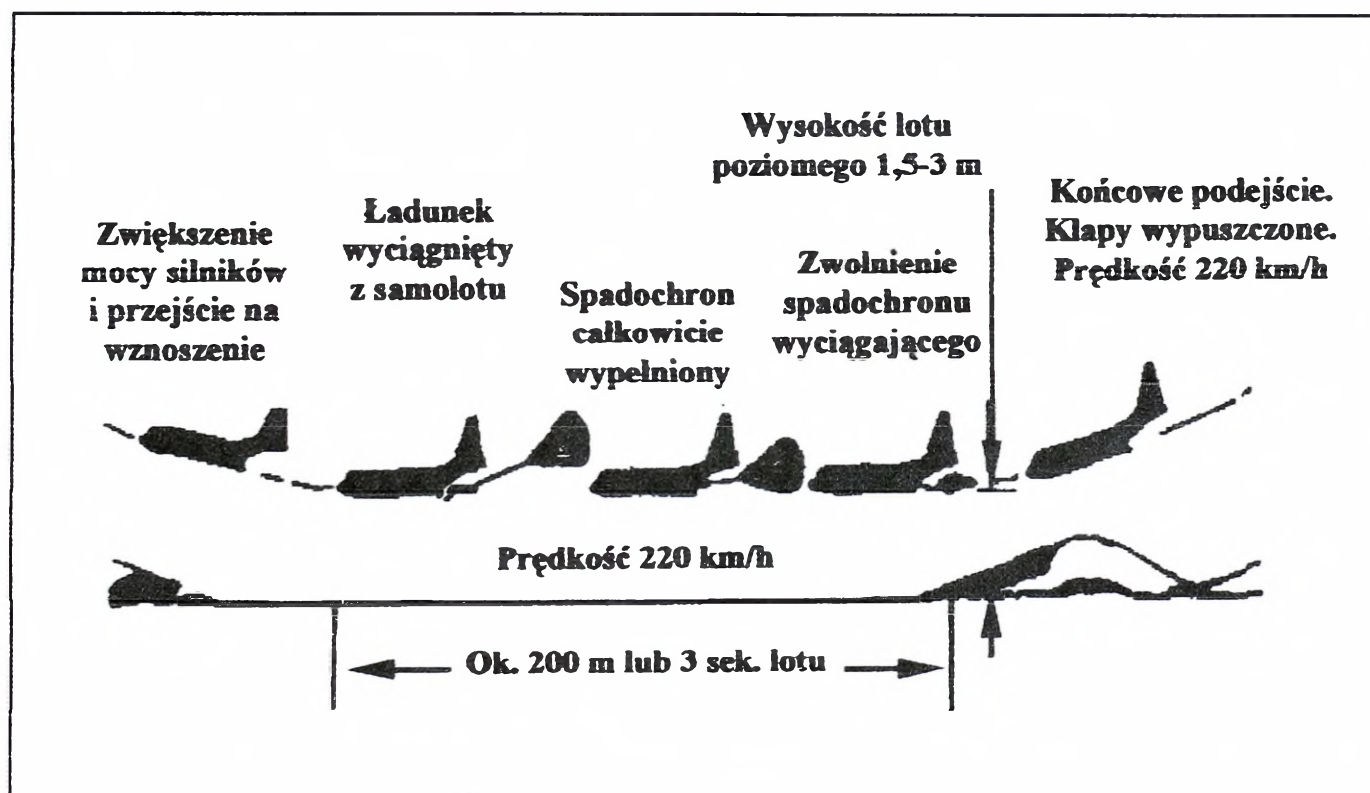 Wysokość lotu
poziomego 1,5-3 m
Końcowe podejście.
Klapy wypuszczone.
Prędkość 220 km/h
Ładunek
wyciągnięty
z samolotu
Zwiększenie
mocy silników
i przejście na
wznoszenie
Zwolnienie
spadochronu
wyciągającego
Spadochron
całkowicie
wypełniony
Prędkość 220 km/h
Ok. 200 m lub 3 sek. lotu